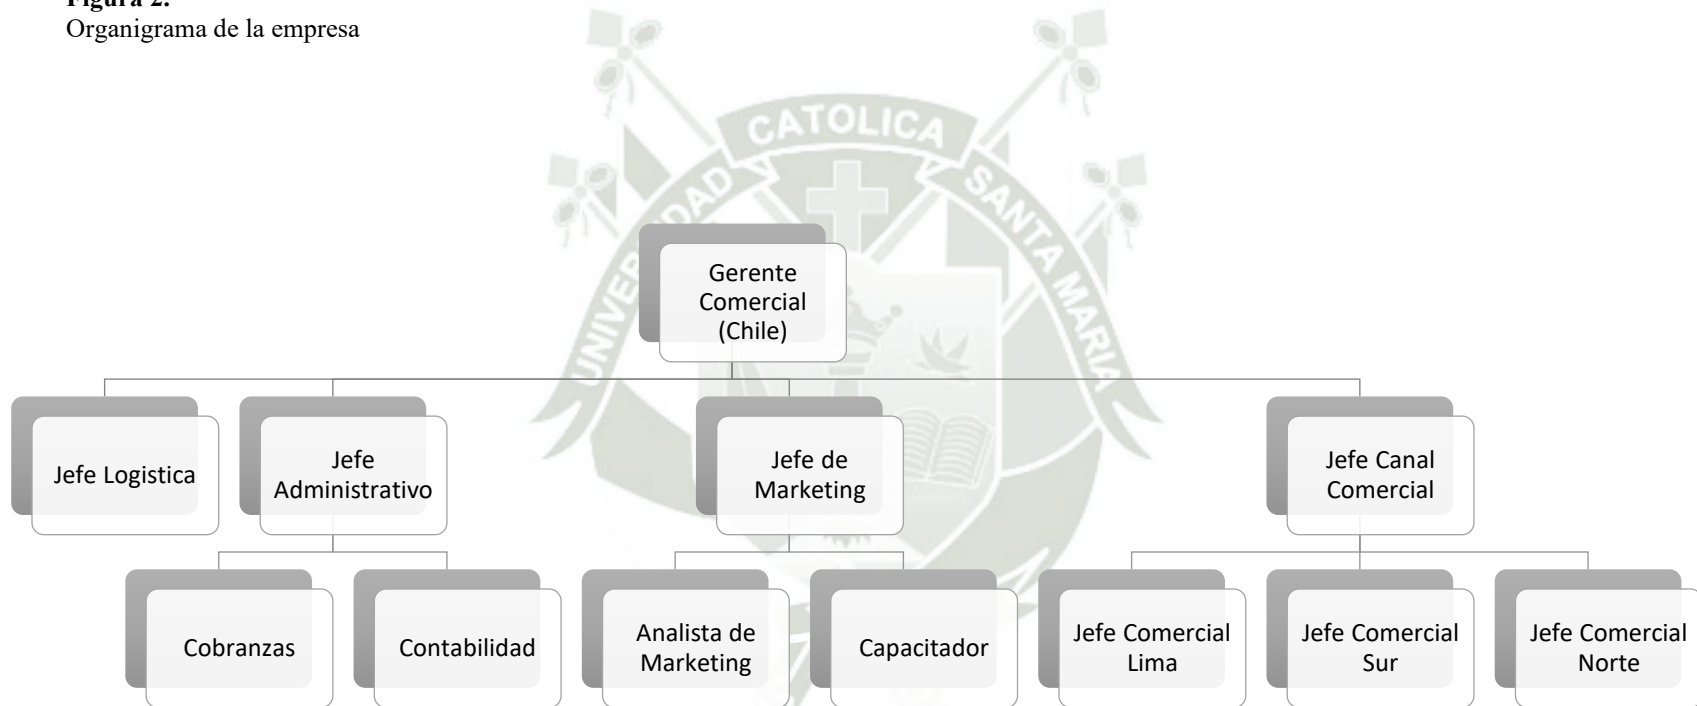 Figura 2.
Organigrama de la empresa
UNIVERSIDAD CATOLICA SANTA MARIA
Gerente
Comercial
(Chile)
Jefe Logistica
Jefe
Administrativo
Jefe de
Marketing
Jefe Canal
Comercial
Cobranzas
Contabilidad
Analista de
Marketing
Capacitador
Jefe Comercial
Lima
Jefe Comercial
Sur
Jefe Comercial
Norte